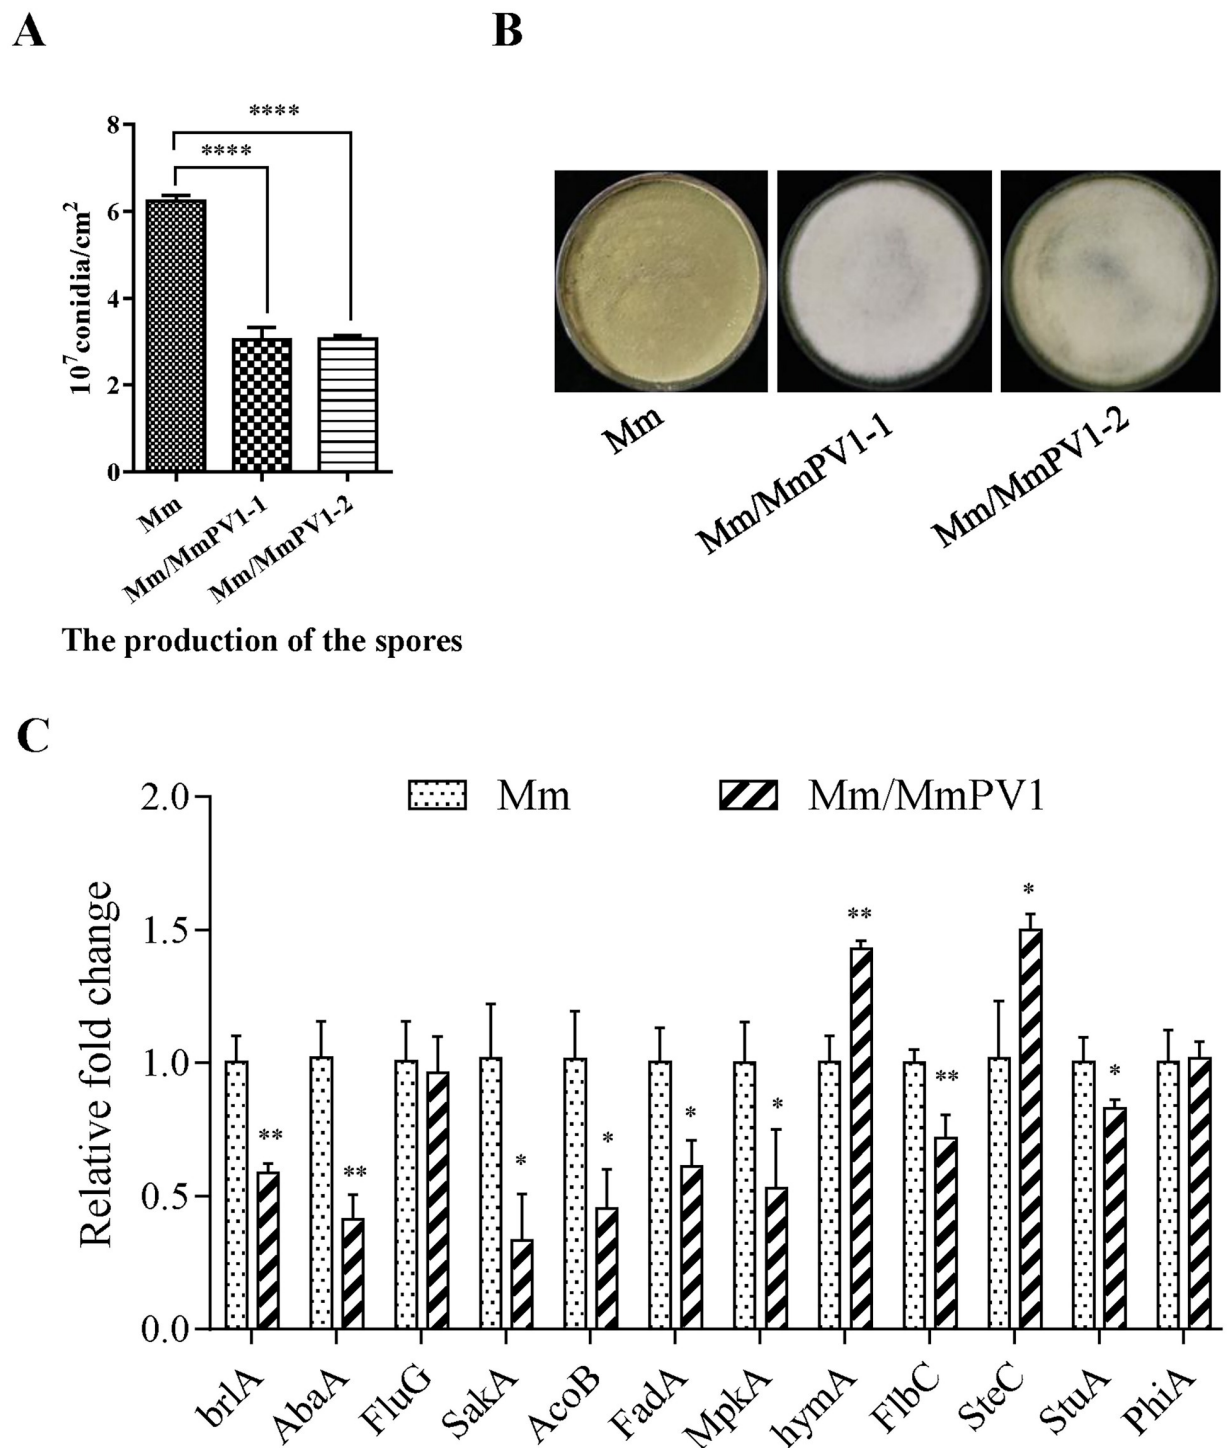 A
B
****
****
8
6
4
2
0
10⁷conidia/cm²
Mm
Mm/MmPV1-1
Mm/MmPV1-2
The production of the spores
Mm
Mm/MmPV1-1
Mm/MmPV1-2
C
Mm
Mm/MmPV1
2.0
1.5
1.0
0.5
0.0
Relative fold change
**
**
*
*
*
*
**
**
*
*
brlA
AbaA
FluG
SakA
AcoB
FadA
MpkA
hymA
FlbC
SteC
StuA
PhiA